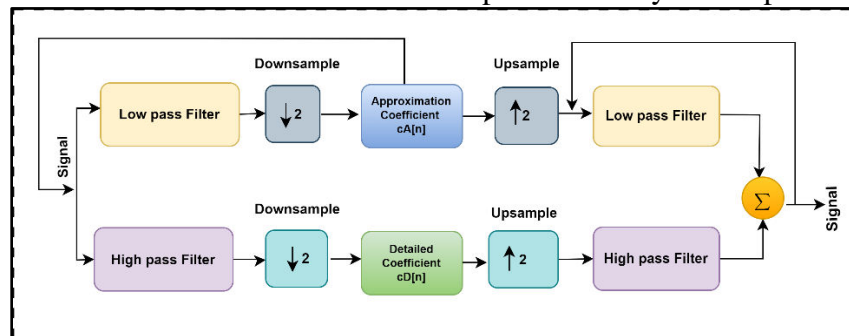 Downsample
Upsample
Low pass Filter
↓ 2
Approximation
Coefficient
cA[n]
↑ 2
Low pass Filter
Signal
Σ
Signal
Downsample
Upsample
High pass Filter
↓ 2
Detailed
Coefficient
cD[n]
↑ 2
High pass Filter